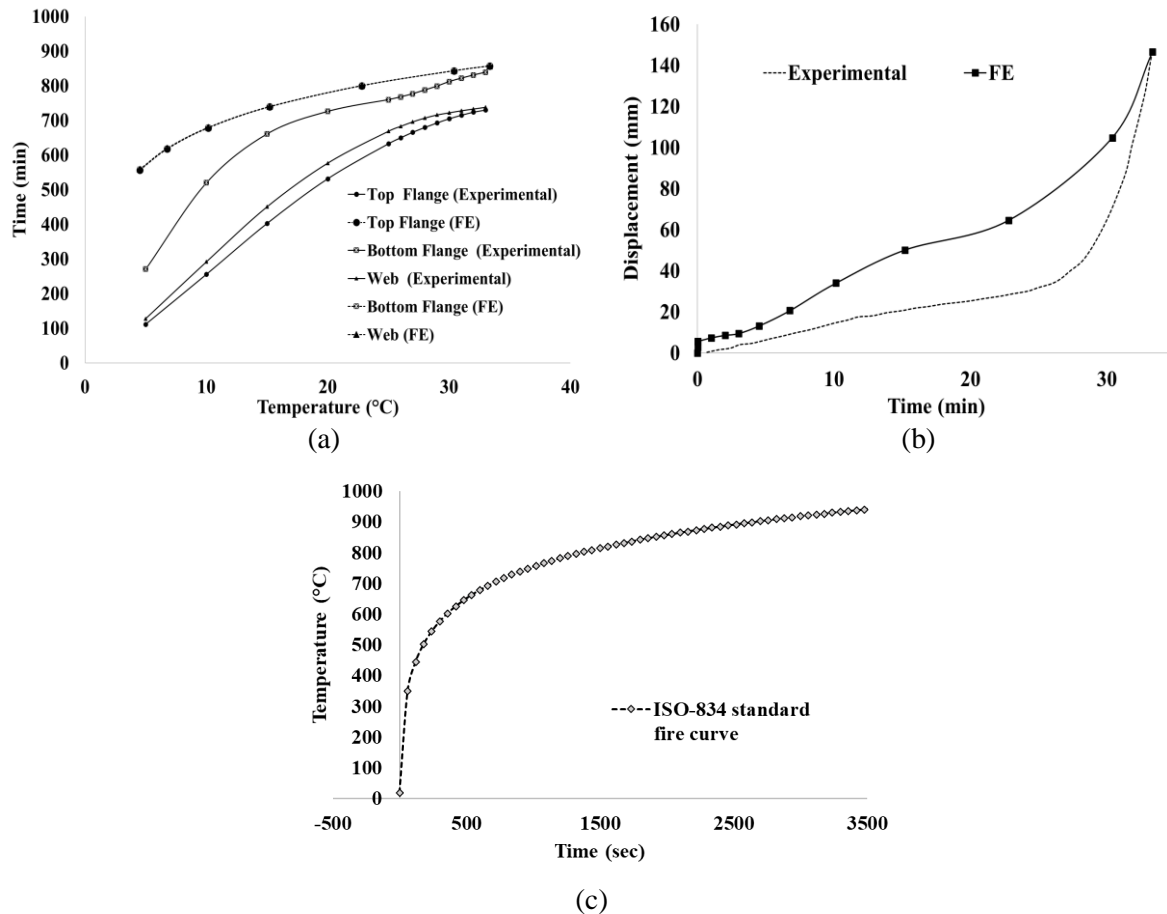 1000
900
800
700
600
500
400
300
200
100
0
Time (min)
Top Flange (Experimental)
Top Flange (FE)
Bottom Flange (Experimental)
Web (Experimental)
Bottom Flange (FE)
Web (FE)
0 10 20 30 40
Temperature (°C)
(a)
160
140
120
100
80
60
40
20
0
Displacement (mm)
Experimental FE
0 10 20 30
Time (min)
(b)
1000
900
800
700
600
500
400
300
200
100
0
Temperature (°C)
ISO-834 standard
fire curve
-500 500 1500 2500 3500
Time (sec)
(c)